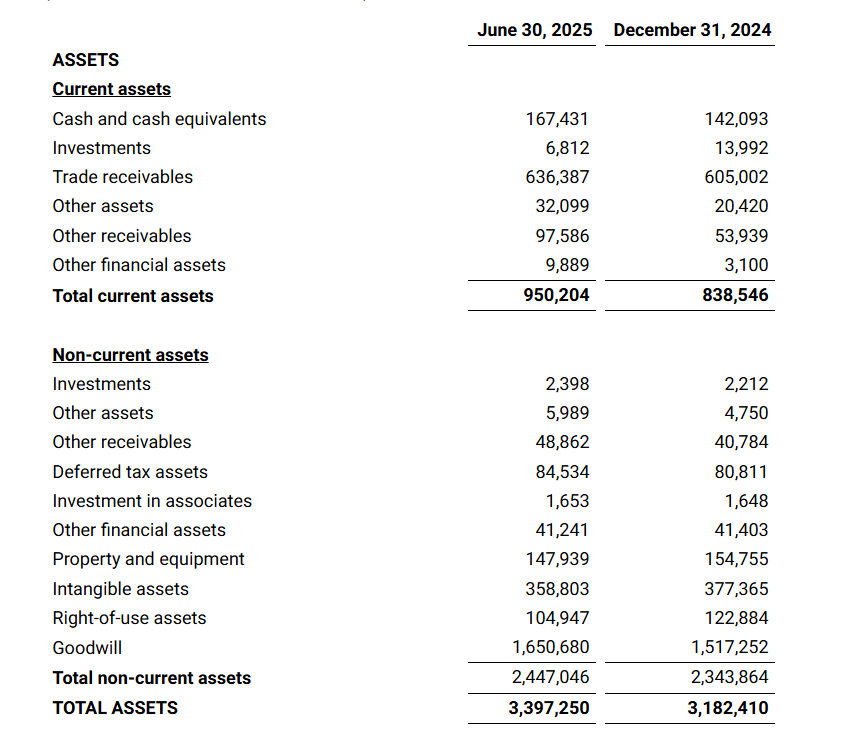 June 30, 2025 December 31, 2024
ASSETS
Current assets
Cash and cash equivalents 167,431 142,093
Investments 6,812 13,992
Trade receivables 636,387 605,002
Other assets 32,099 20,420
Other receivables 97,586 53,939
Other financial assets 9,889 3,100
Total current assets 950,204 838,546
Non-current assets
Investments 2,398 2,212
Other assets 5,989 4,750
Other receivables 48,862 40,784
Deferred tax assets 84,534 80,811
Investment in associates 1,653 1,648
Other financial assets 41,241 41,403
Property and equipment 147,939 154,755
Intangible assets 358,803 377,365
Right-of-use assets 104,947 122,884
Goodwill 1,650,680 1,517,252
Total non-current assets 2,447,046 2,343,864
TOTAL ASSETS 3,397,250 3,182,410